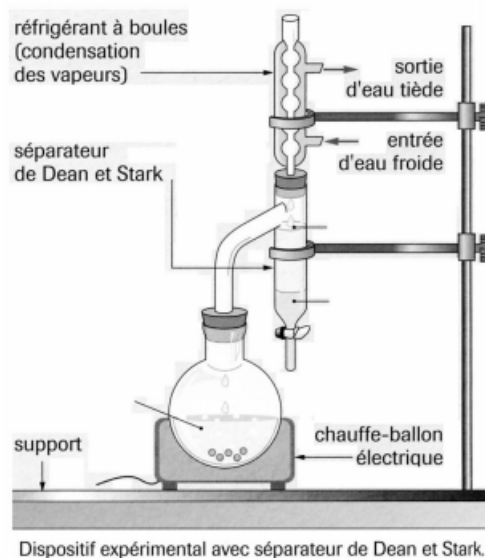 réfrigérant à boules
(condensation
des vapeurs)
sortie
d'eau tiède
entrée
d'eau froide
séparateur
de Dean et Stark
chauffe-ballon
électrique
support
Dispositif expérimental avec séparateur de Dean et Stark.